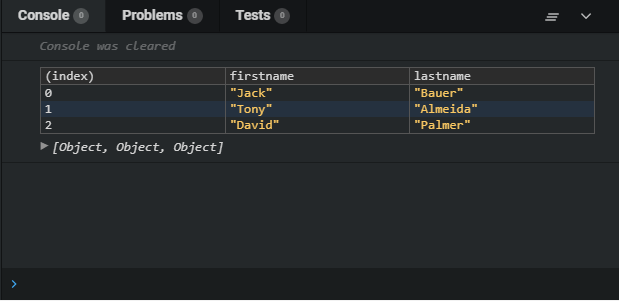 Console 0 Problems 0 Tests 0
Console was cleared
(index) firstname lastname
0 "Jack" "Bauer"
1 "Tony" "Almeida"
2 "David" "Palmer"
[Object, Object, Object]